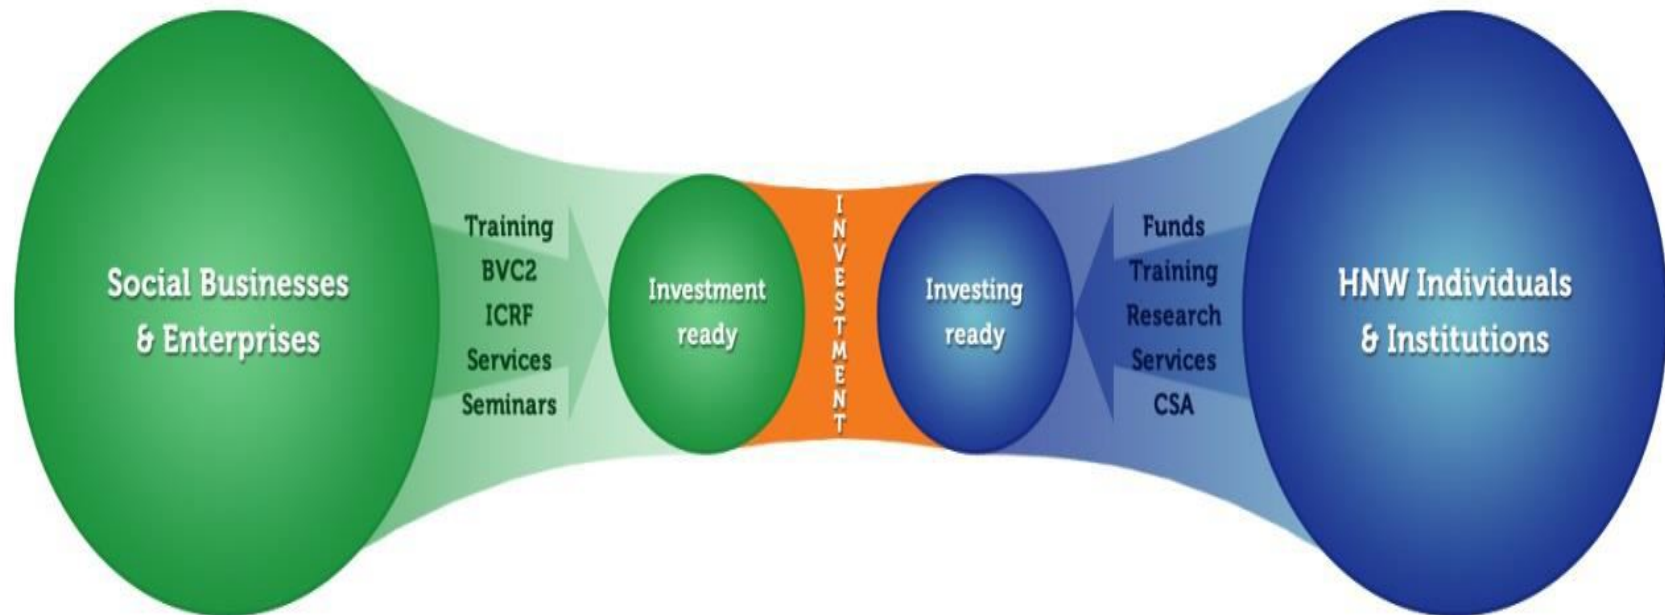 Social Businesses
& Enterprises
Training
BVC2
ICRF
Services
Seminars
Investment
ready
INVESTMENT
Investing
ready
Funds
Training
Research
Services
CSA
HNW Individuals
& Institutions